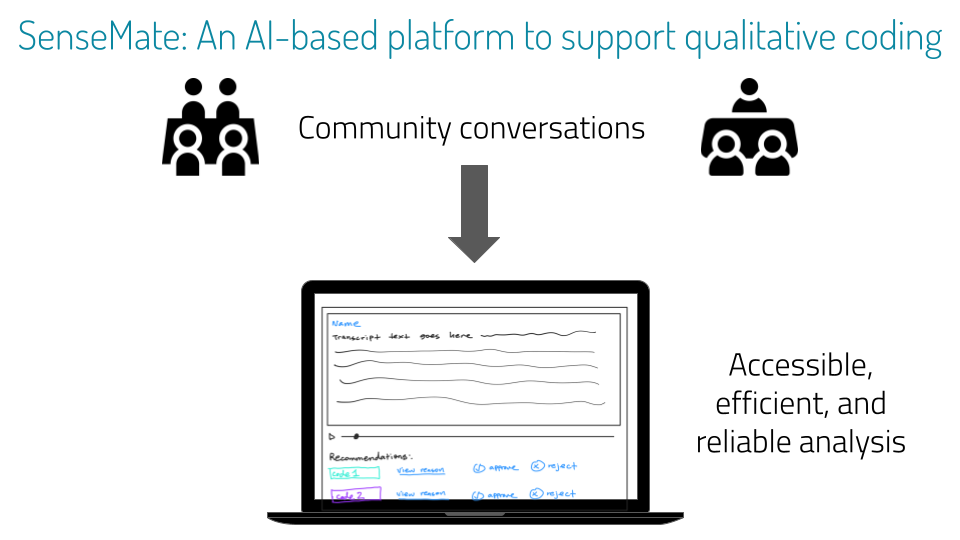 SenseMate: An AI-based platform to support qualitative coding
Community conversations
Name
Transcript text goes here
Recommendations:
Code 1 view reason approve reject
Code 2 view reason approve reject
Accessible,
efficient, and
reliable analysis